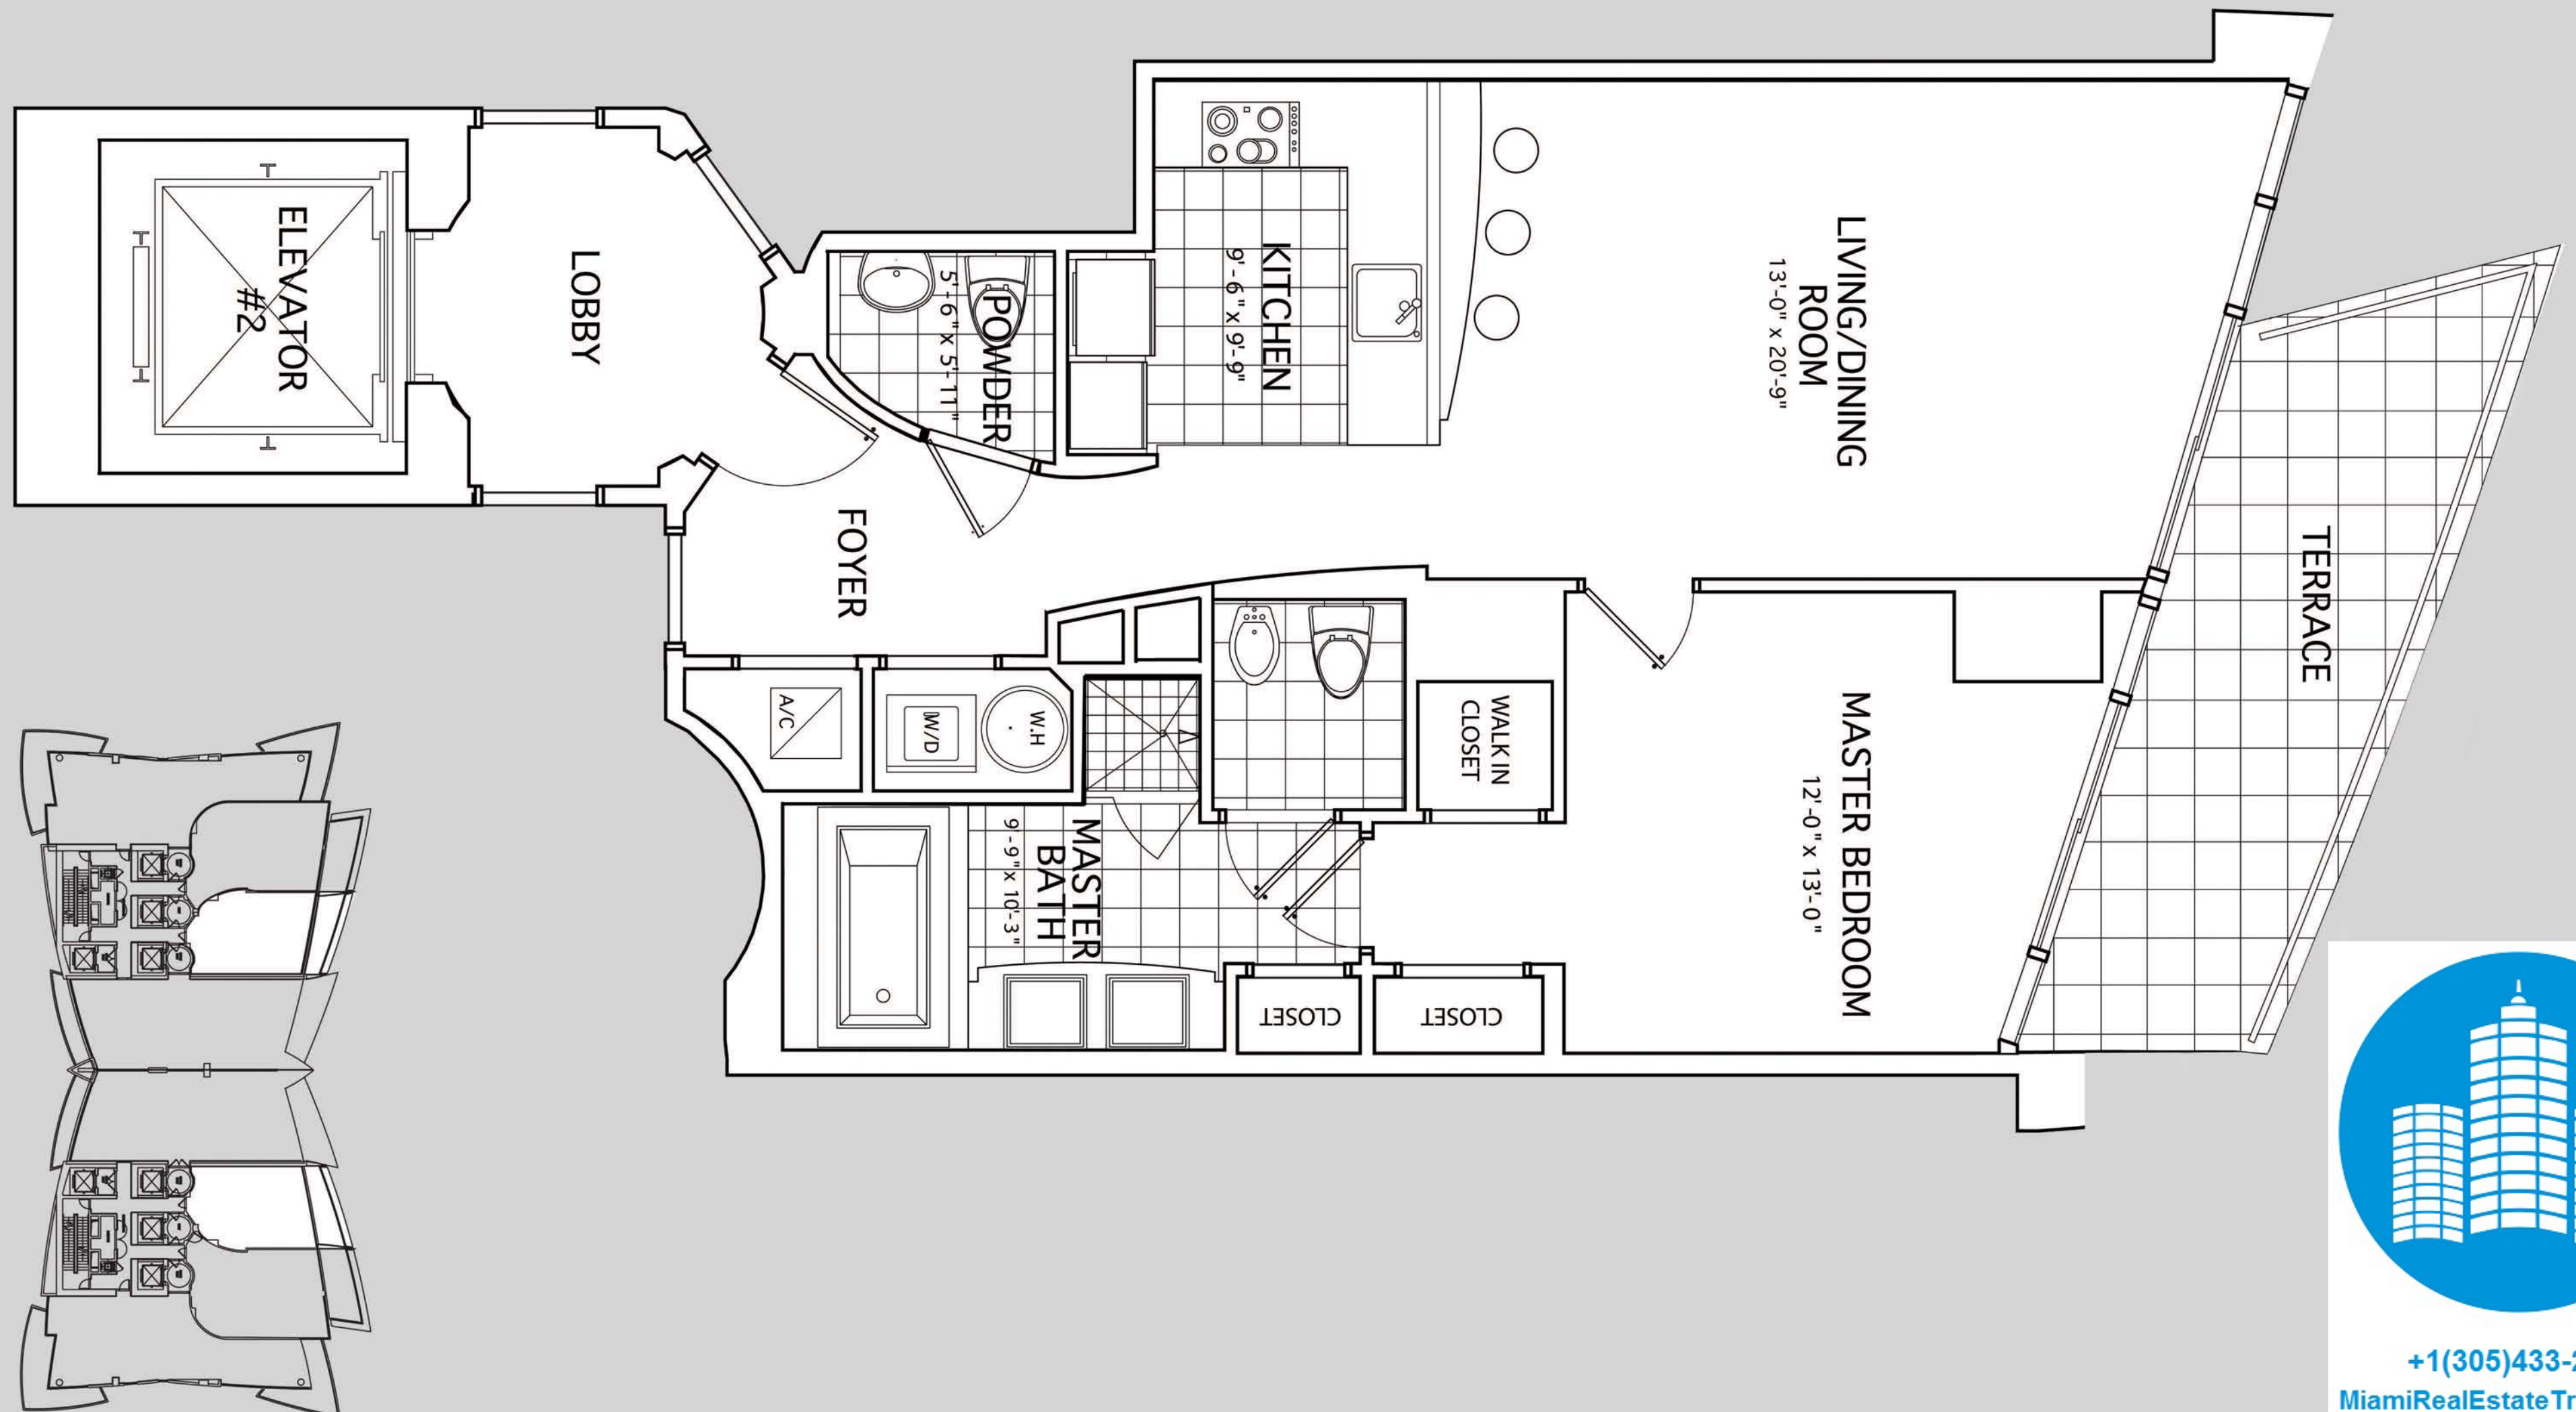 ELEVATOR
#2
LOBBY
POWDER
5'-6" x 5'-11"
KITCHEN
9'-6" x 9'-9"
LIVING/DINING
ROOM
13'-0" x 20'-9"
TERRACE
FOYER
A/C
W/D
W.H
WALK IN
CLOSET
MASTER BEDROOM
12'-0" x 13'-0"
MASTER
BATH
9'-9" x 10'-3"
CLOSET
CLOSET
+1(305)433-
MiamiRealEstateTr